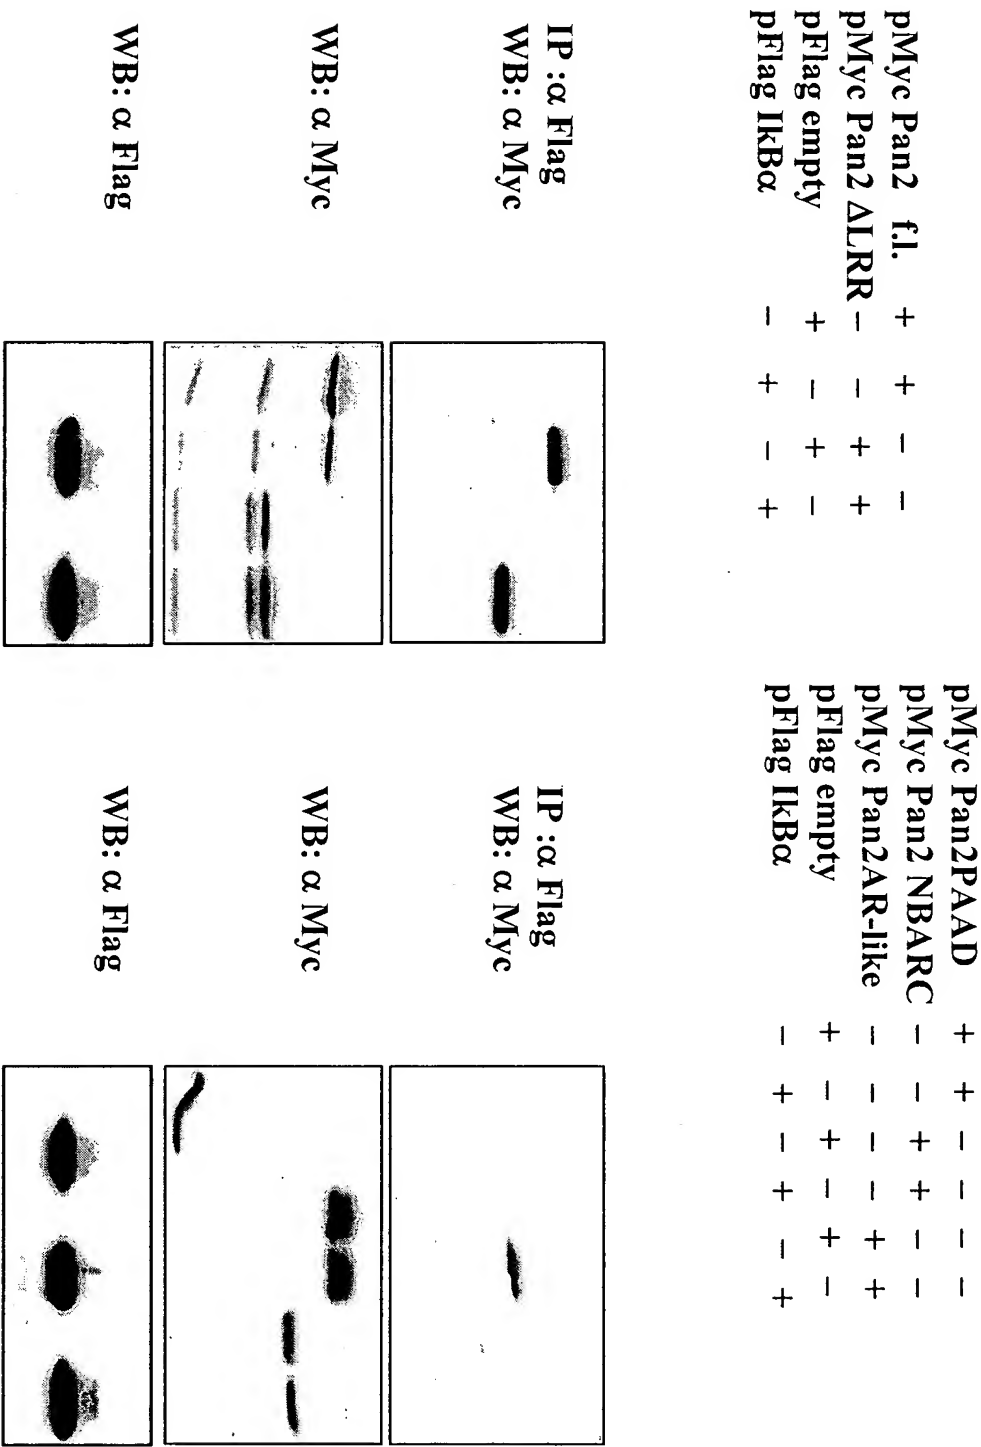 pMyc Pan2 f.l. + + − −
pMyc Pan2 ΔLRR − − + +
pFlag empty + − + −
pFlag IkBα − + − +
IP :α Flag
WB: α Myc
WB: α Myc
WB: α Flag
pMyc Pan2PAAD + + − − − −
pMyc Pan2 NBARC − − + + − −
pMyc Pan2AR-like − − − − + +
pFlag empty + − + − + −
pFlag IkBα − + − + − +
IP :α Flag
WB: α Myc
WB: α Myc
WB: α Flag